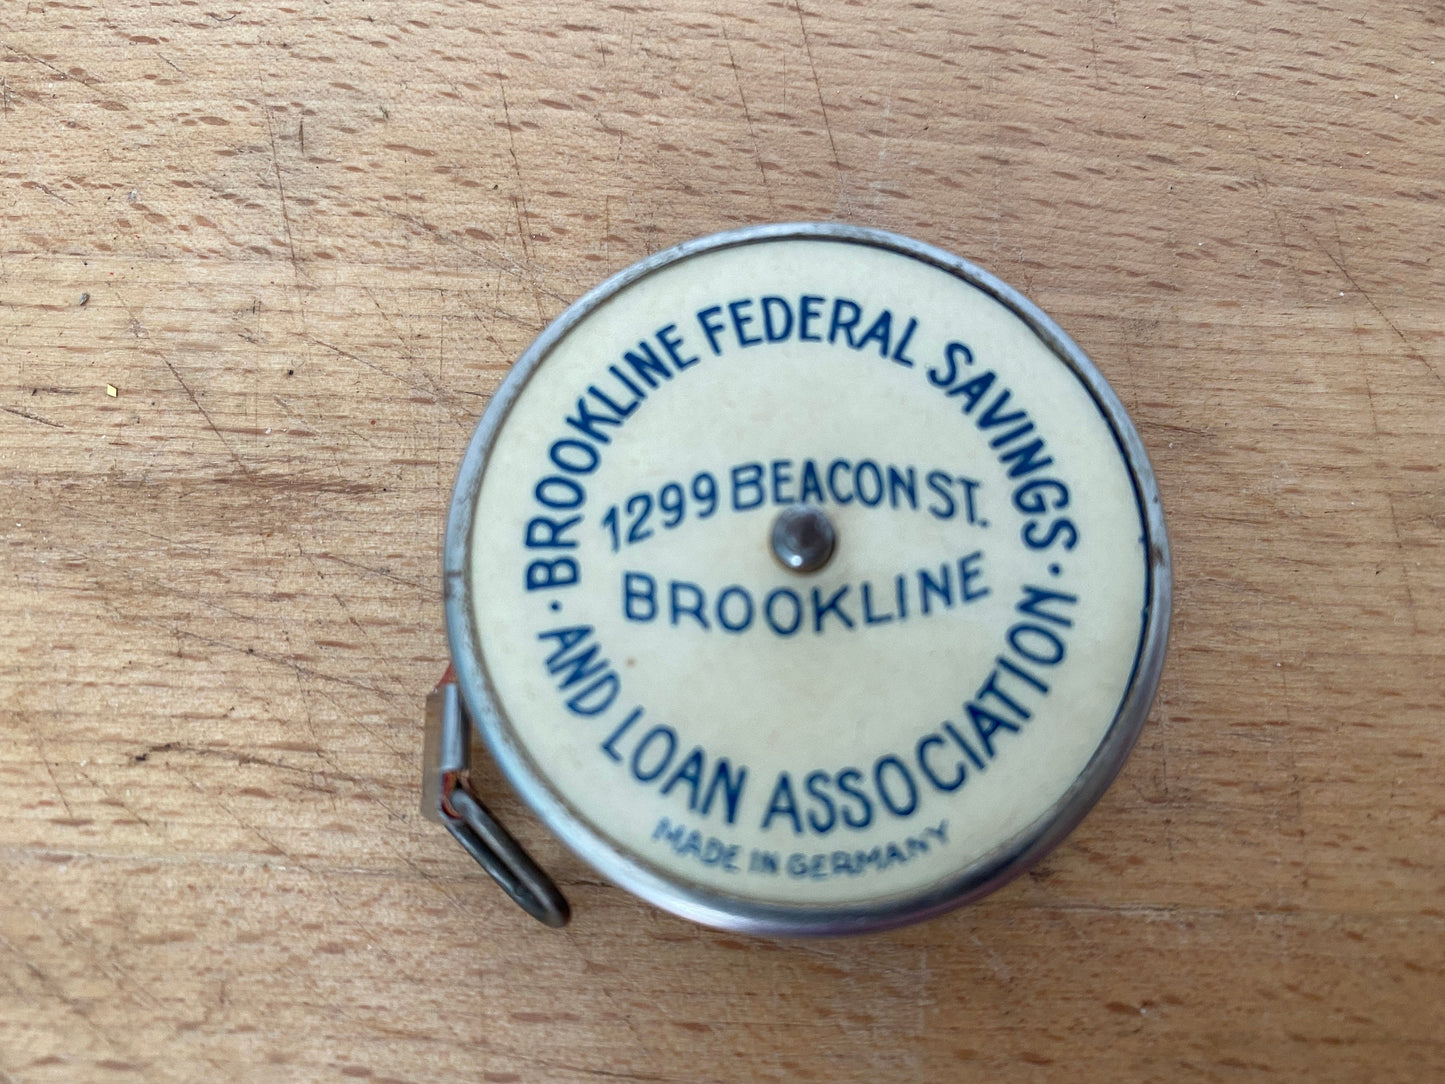 · BROOKLINE FEDERAL SAVINGS ·
AND LOAN ASSOCIATION
1299 BEACON ST.
BROOKLINE
MADE IN GERMANY